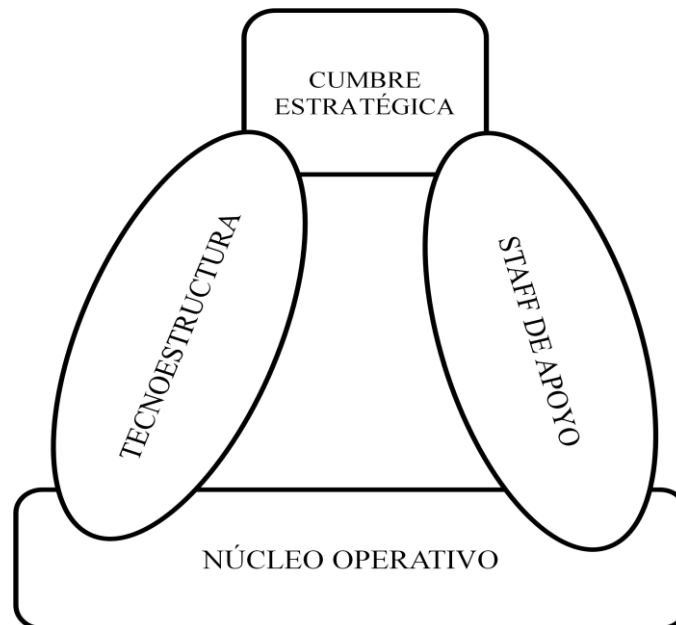 CUMBRE
ESTRATÉGICA
TECNOESTRUCTURA
STAFF DE APOYO
NÚCLEO OPERATIVO